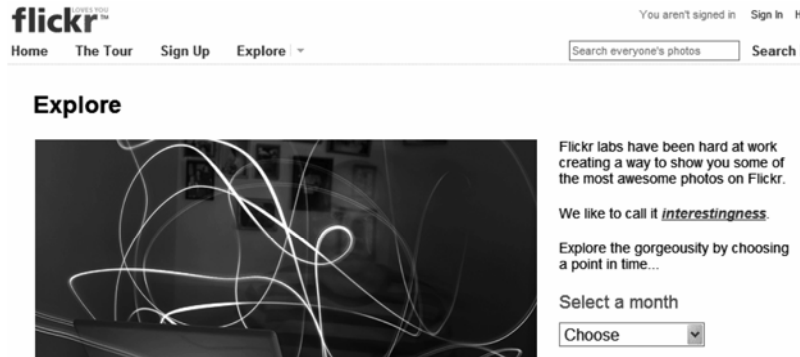 LOVES YOU
flickr™
You aren't signed in Sign In H
Home The Tour Sign Up Explore
Search everyone's photos Search
Explore
Flickr labs have been hard at work
creating a way to show you some of
the most awesome photos on Flickr.
We like to call it interestingness.
Explore the gorgeousity by choosing
a point in time...
Select a month
Choose